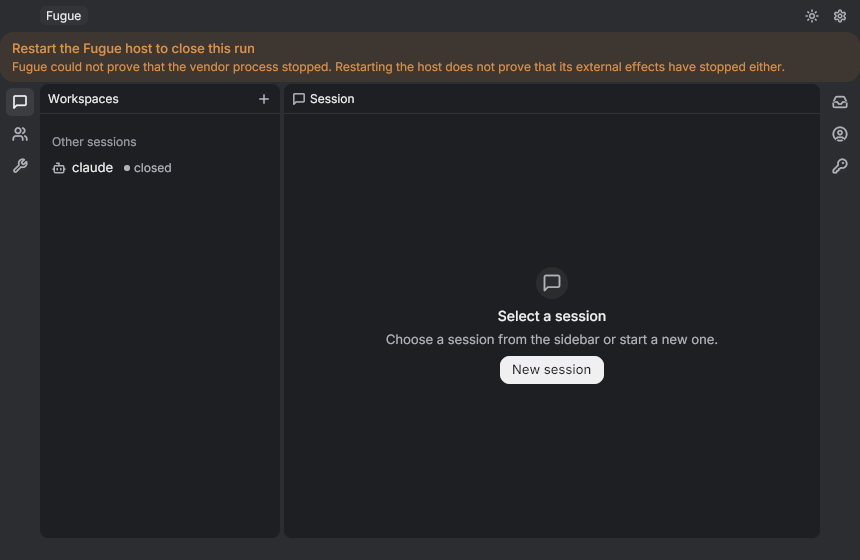 Fugue
Restart the Fugue host to close this run
Fugue could not prove that the vendor process stopped. Restarting the host does not prove that its external effects have stopped either.
Workspaces
Session
Other sessions
claude closed
Select a session
Choose a session from the sidebar or start a new one.
New session